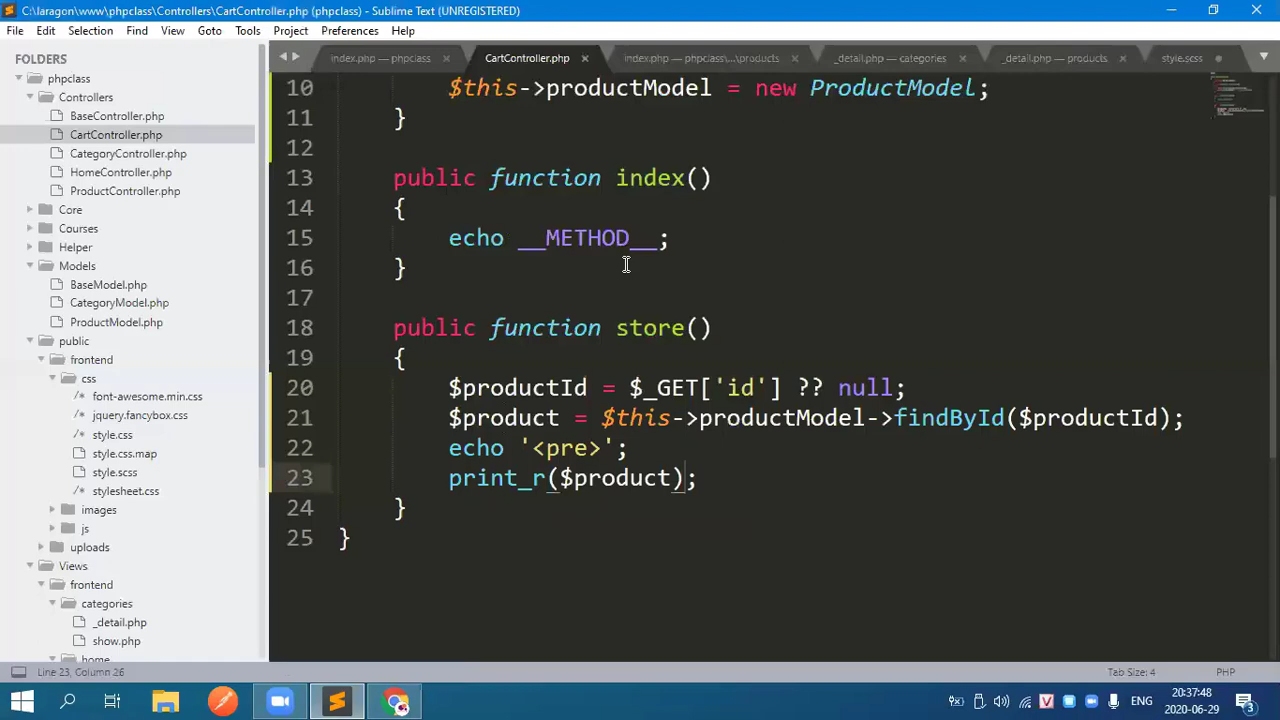 C:\laragon\www\phpclass\Controllers\CartController.php (phpclass) - Sublime Text (UNREGISTERED)
File Edit Selection Find View Goto Tools Project Preferences Help
FOLDERS
phpclass
Controllers
BaseController.php
CartController.php
CategoryController.php
HomeController.php
ProductController.php
Core
Courses
Helper
Models
BaseModel.php
CategoryModel.php
ProductModel.php
public
frontend
css
font-awesome.min.css
jquery.fancybox.css
style.css
style.css.map
style.scss
stylesheet.css
images
js
uploads
Views
frontend
categories
_detail.php
show.php
home
index.php — phpclass CartController.php index.php — phpclass\...\products _detail.php — categories _detail.php — products style.scss
10 $this->productModel = new ProductModel;
11 }
12
13 public function index()
14 {
15 echo __METHOD__;
16 }
17
18 public function store()
19 {
20 $productId = $_GET['id'] ?? null;
21 $product = $this->productModel->findById($productId);
22 echo '<pre>';
23 print_r($product);
24 }
25 }
Line 23, Column 26 Tab Size: 4 PHP
ENG
20:37:48
2020-06-29
3